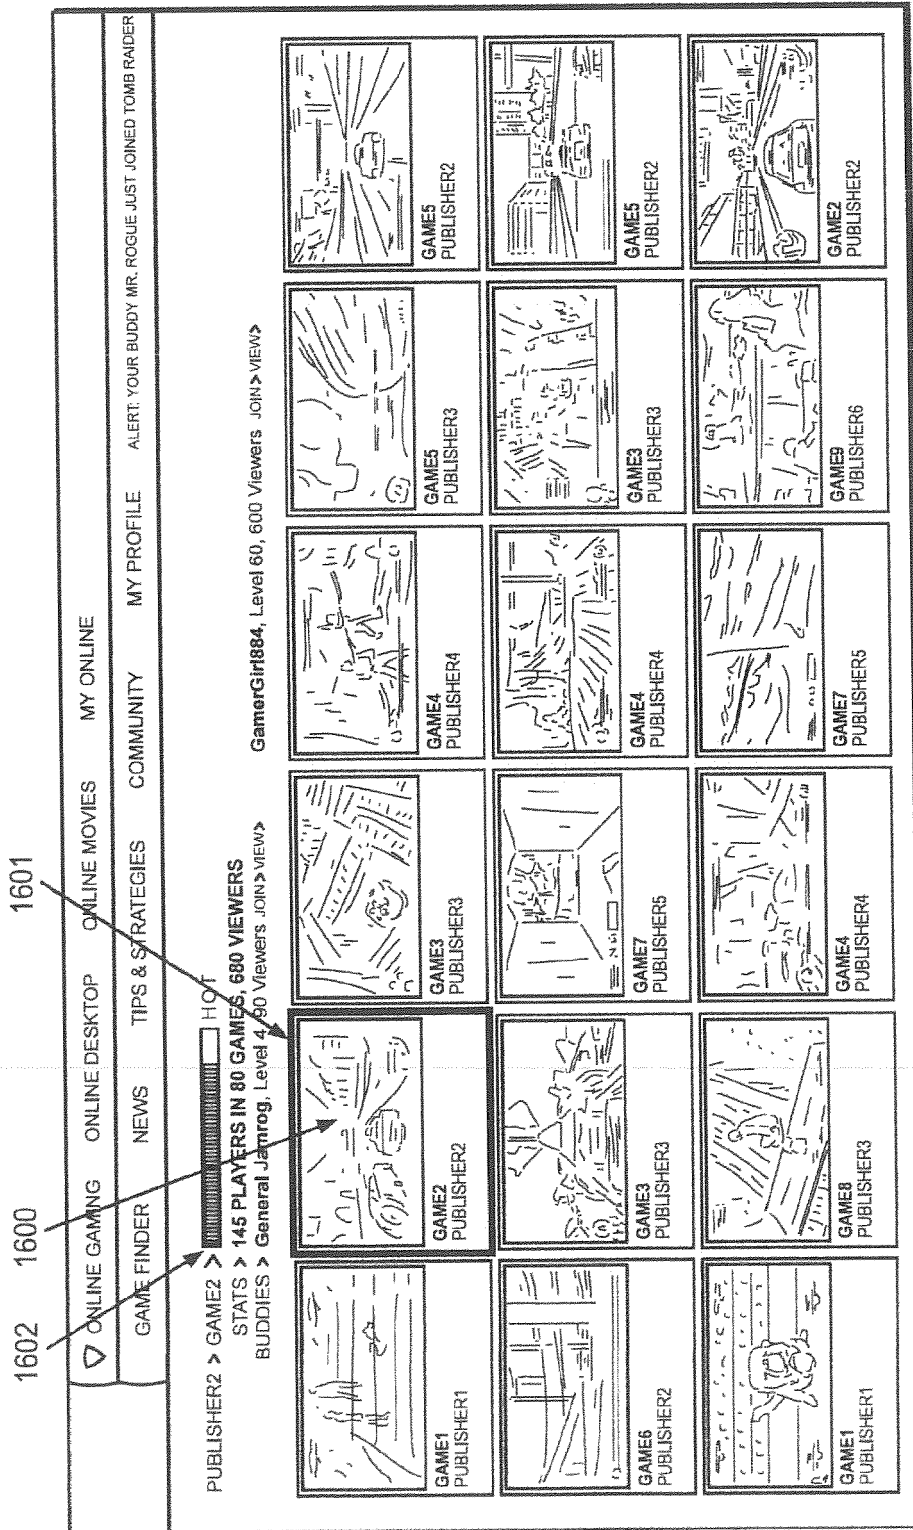 1602
1600
1601
ONLINE GAMING ONLINE DESKTOP ONLINE MOVIES MY ONLINE
GAME FINDER NEWS TIPS & STRATEGIES COMMUNITY MY PROFILE ALERT: YOUR BUDDY MR. ROGUE JUST JOINED TOMB RAIDER
PUBLISHER2 > GAME2 > HOT
STATS > 145 PLAYERS IN 80 GAMES, 680 VIEWERS
BUDDIES > General Jamrog, Level 4, 90 Viewers JOIN> VIEW> GamerGirl884, Level 60, 600 Viewers JOIN> VIEW>
GAME1 GAME2 GAME3 GAME4 GAME5 GAME5
PUBLISHER1 PUBLISHER2 PUBLISHER3 PUBLISHER4 PUBLISHER3 PUBLISHER2
GAME6 GAME3 GAME7 GAME4 GAME3 GAME5
PUBLISHER2 PUBLISHER3 PUBLISHER5 PUBLISHER4 PUBLISHER3 PUBLISHER2
GAME1 GAME8 GAME4 GAME7 GAME9 GAME2
PUBLISHER1 PUBLISHER3 PUBLISHER4 PUBLISHER5 PUBLISHER6 PUBLISHER2